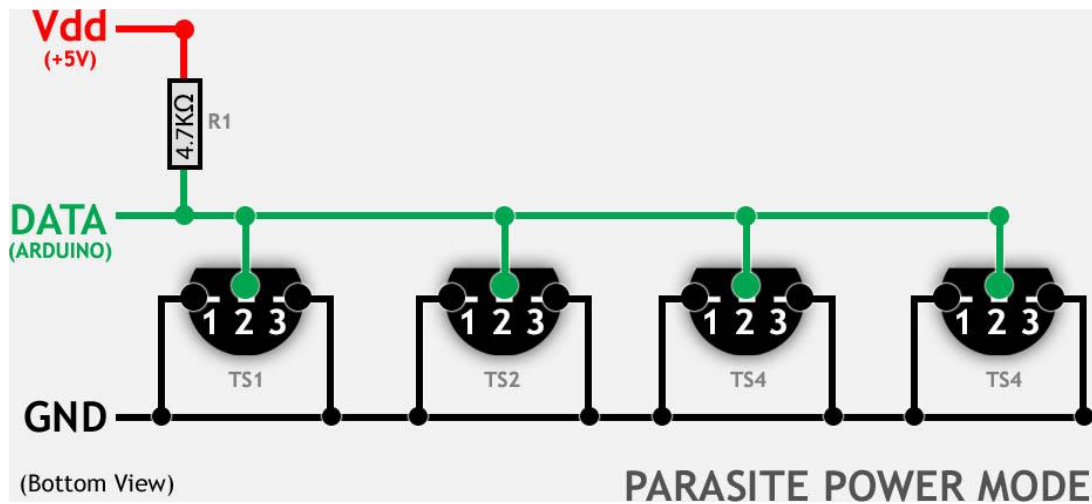 Vdd
(+5V)
4.7KΩ
R1
DATA
(ARDUINO)
1 2 3
1 2 3
1 2 3
1 2 3
TS1
TS2
TS4
TS4
GND
(Bottom View)
PARASITE POWER MODE